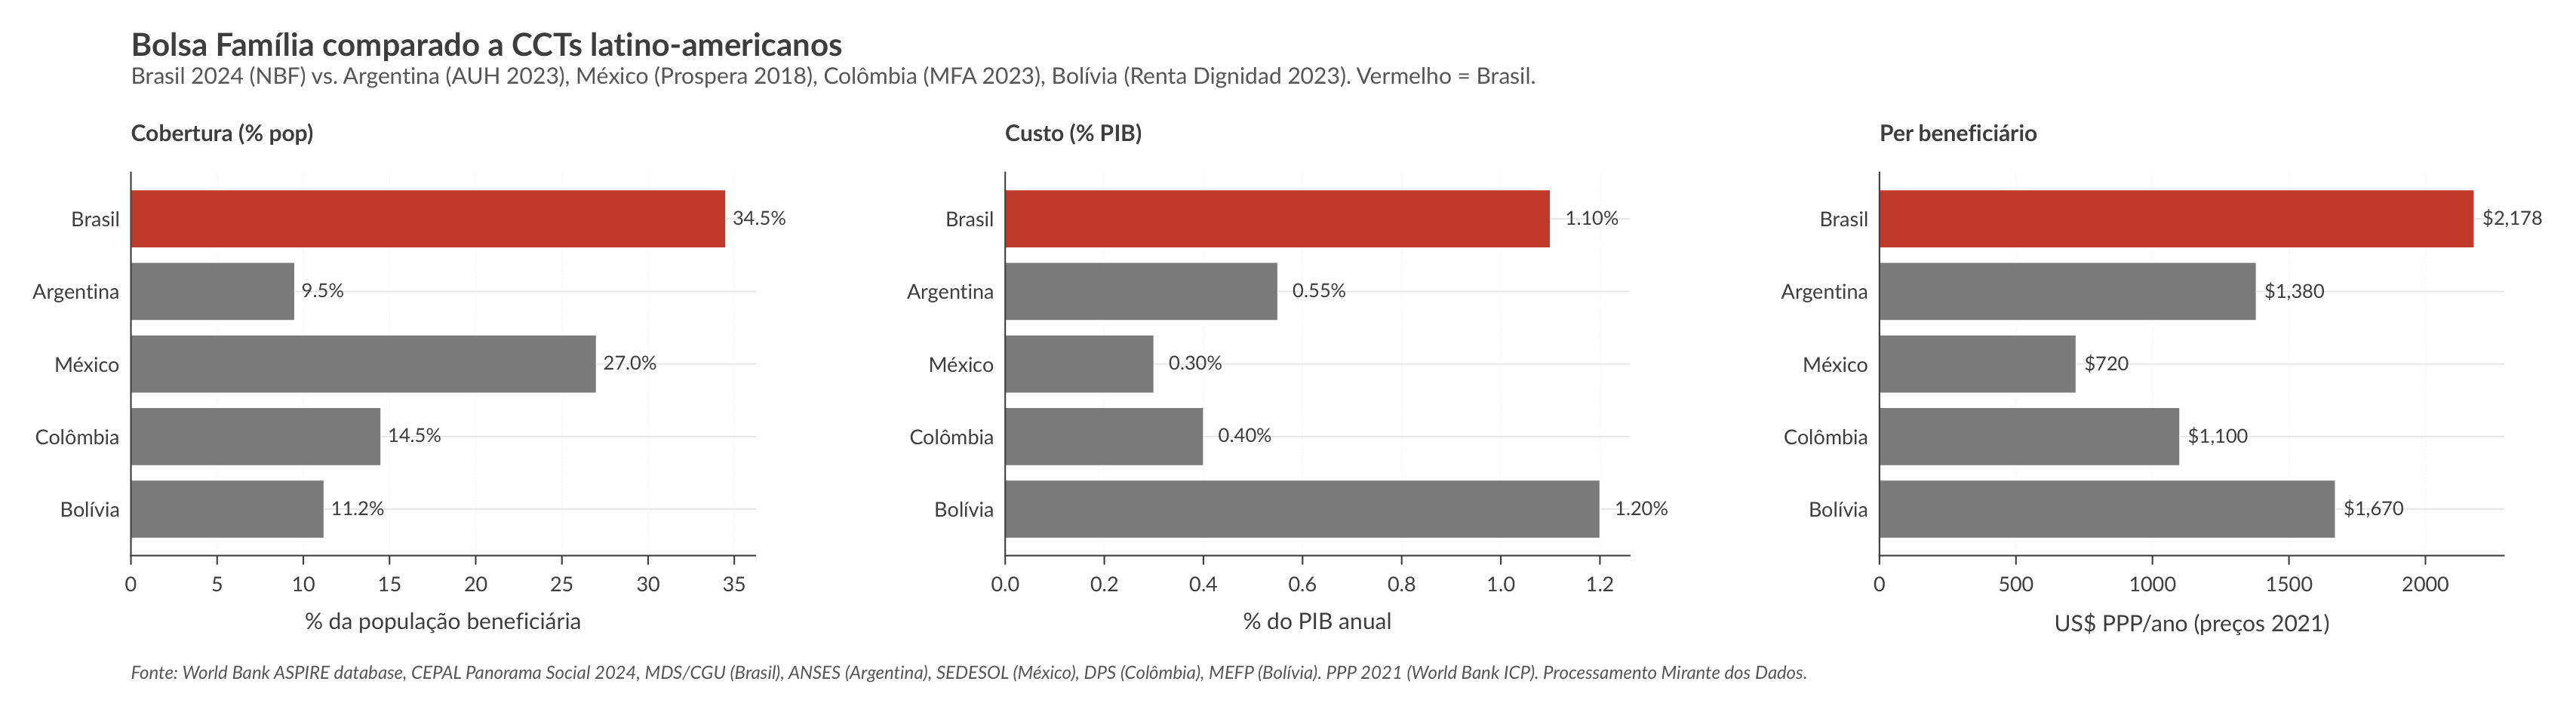 Bolsa Família comparado a CCTs latino-americanos
Brasil 2024 (NBF) vs. Argentina (AUH 2023), México (Prospera 2018), Colômbia (MFA 2023), Bolívia (Renta Dignidad 2023). Vermelho = Brasil.
Cobertura (% pop)
Brasil 34.5%
Argentina 9.5%
México 27.0%
Colômbia 14.5%
Bolívia 11.2%
0 5 10 15 20 25 30 35
% da população beneficiária
Custo (% PIB)
Brasil 1.10%
Argentina 0.55%
México 0.30%
Colômbia 0.40%
Bolívia 1.20%
0.0 0.2 0.4 0.6 0.8 1.0 1.2
% do PIB anual
Per beneficiário
Brasil $2,178
Argentina $1,380
México $720
Colômbia $1,100
Bolívia $1,670
0 500 1000 1500 2000
US$ PPP/ano (preços 2021)
Fonte: World Bank ASPIRE database, CEPAL Panorama Social 2024, MDS/CGU (Brasil), ANSES (Argentina), SEDESOL (México), DPS (Colômbia), MEFP (Bolívia). PPP 2021 (World Bank ICP). Processamento Mirante dos Dados.